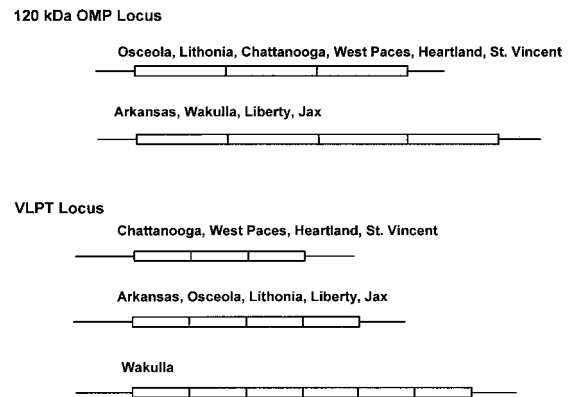 120 kDa OMP Locus
Osceola, Lithonia, Chattanooga, West Paces, Heartland, St. Vincent
Arkansas, Wakulla, Liberty, Jax
VLPT Locus
Chattanooga, West Paces, Heartland, St. Vincent
Arkansas, Osceola, Lithonia, Liberty, Jax
Wakulla